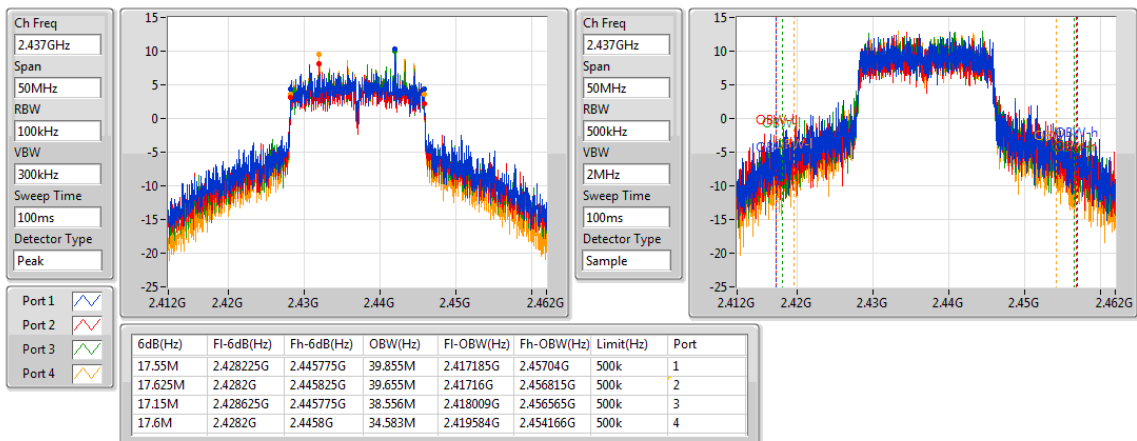 Ch Freq
2.437GHz
Span
50MHz
RBW
100kHz
VBW
300kHz
Sweep Time
100ms
Detector Type
Peak
15
10
5
0
-5
-10
-15
-20
-25
2.412G 2.42G 2.43G 2.44G 2.45G 2.462G
Ch Freq
2.437GHz
Span
50MHz
RBW
500kHz
VBW
2MHz
Sweep Time
100ms
Detector Type
Sample
15
10
5
0
-5
-10
-15
-20
-25
OBW-h
2.412G 2.42G 2.43G 2.44G 2.45G 2.462G
Port 1
Port 2
Port 3
Port 4
6dB(Hz) Fl-6dB(Hz) Fh-6dB(Hz) OBW(Hz) Fl-OBW(Hz) Fh-OBW(Hz) Limit(Hz) Port
17.55M 2.428225G 2.445775G 39.855M 2.417185G 2.45704G 500k 1
17.625M 2.4282G 2.445825G 39.655M 2.41716G 2.456815G 500k 2
17.15M 2.428625G 2.445775G 38.556M 2.418009G 2.456565G 500k 3
17.6M 2.4282G 2.4458G 34.583M 2.419584G 2.454166G 500k 4